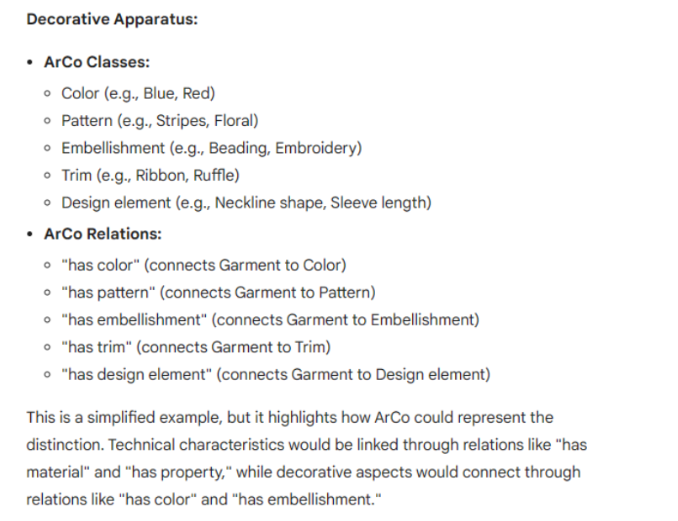 Decorative Apparatus:
• ArCo Classes:
◦ Color (e.g., Blue, Red)
◦ Pattern (e.g., Stripes, Floral)
◦ Embellishment (e.g., Beading, Embroidery)
◦ Trim (e.g., Ribbon, Ruffle)
◦ Design element (e.g., Neckline shape, Sleeve length)
• ArCo Relations:
◦ "has color" (connects Garment to Color)
◦ "has pattern" (connects Garment to Pattern)
◦ "has embellishment" (connects Garment to Embellishment)
◦ "has trim" (connects Garment to Trim)
◦ "has design element" (connects Garment to Design element)
This is a simplified example, but it highlights how ArCo could represent the
distinction. Technical characteristics would be linked through relations like "has
material" and "has property," while decorative aspects would connect through
relations like "has color" and "has embellishment."